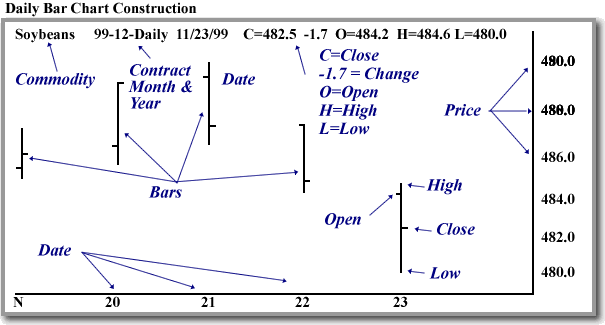 Daily Bar Chart Construction
Soybeans 99-12-Daily 11/23/99 C=482.5 -1.7 O=484.2 H=484.6 L=480.0
Commodity
Contract
Month &
Year
Date
C=Close
-1.7 = Change
O=Open
H=High
L=Low
Price
480.0
488.0
486.0
484.0
482.0
480.0
Bars
High
Open
Close
Low
Date
N 20 21 22 23